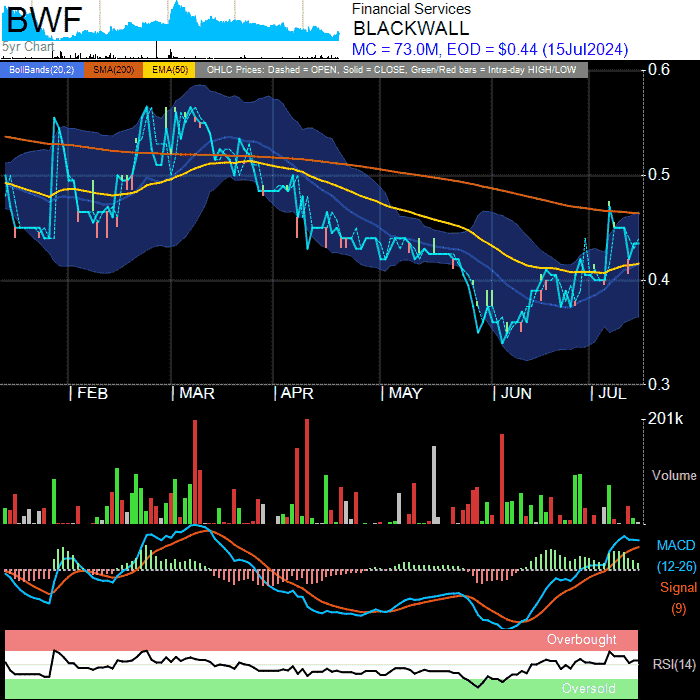 BWF
5yr Chart
Financial Services
BLACKWALL
MC = 73.0M, EOD = $0.44 (15Jul2024)
BollBands(20,2) SMA(200) EMA(50) OHLC Prices: Dashed = OPEN, Solid = CLOSE, Green/Red bars = Intra-day HIGH/LOW
0.6
0.5
0.4
0.3
| FEB | MAR | APR | MAY | JUN | JUL
201k
Volume
MACD
(12-26)
Signal
(9)
Overbought
RSI(14)
Oversold